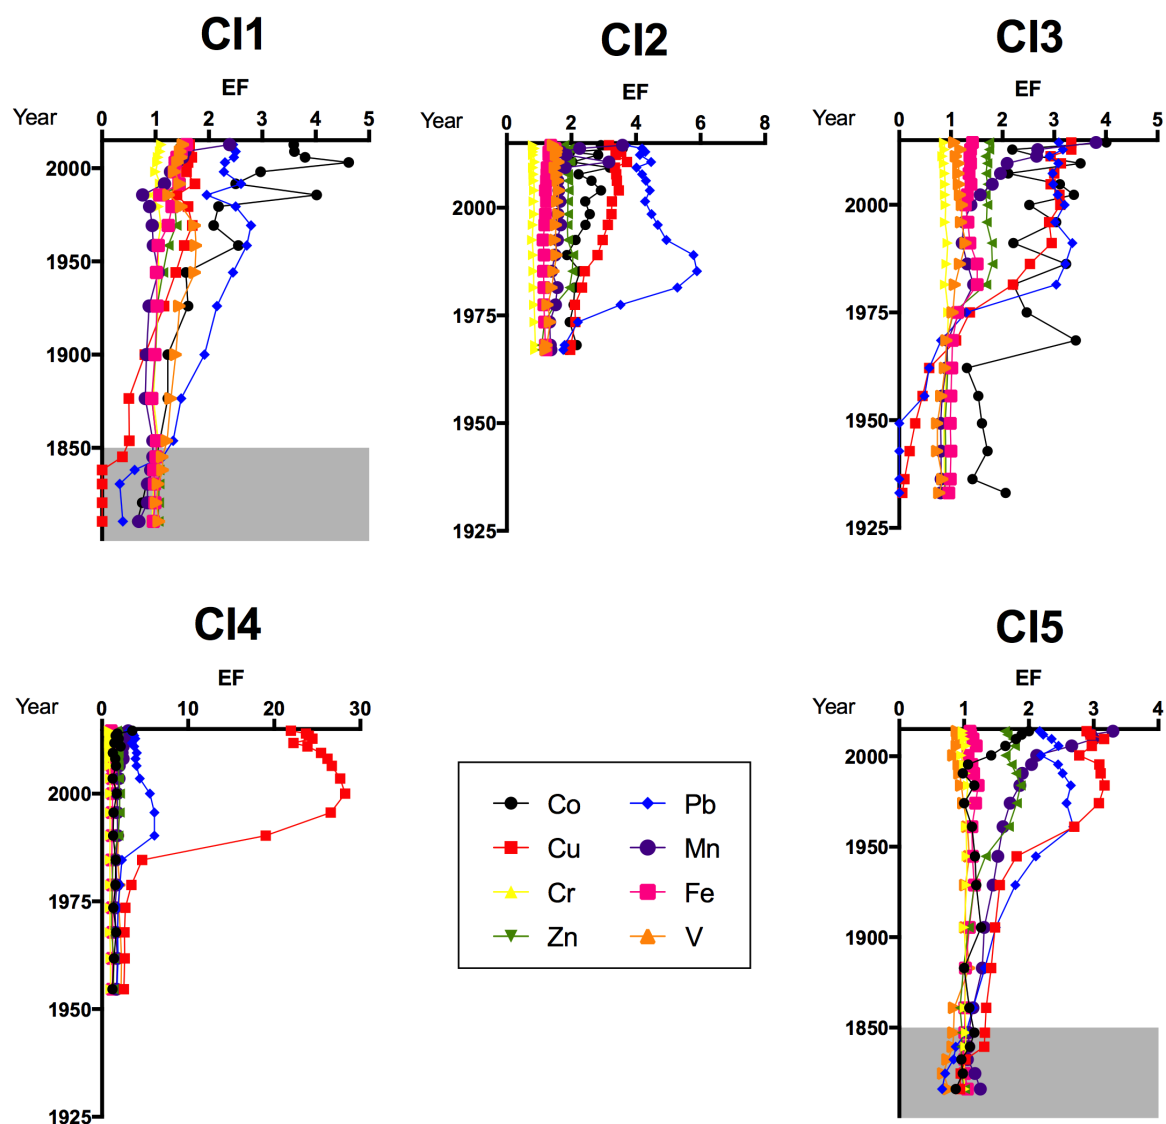 CI1
EF
Year
0 1 2 3 4 5
2000
1950
1900
1850
CI2
EF
Year
0 2 4 6 8
2000
1975
1950
1925
CI3
EF
Year
0 1 2 3 4 5
2000
1975
1950
1925
CI4
EF
Year
0 10 20 30
2000
1975
1950
1925
Co Pb
Cu Mn
Cr Fe
Zn V
CI5
EF
Year
0 1 2 3 4
2000
1950
1900
1850